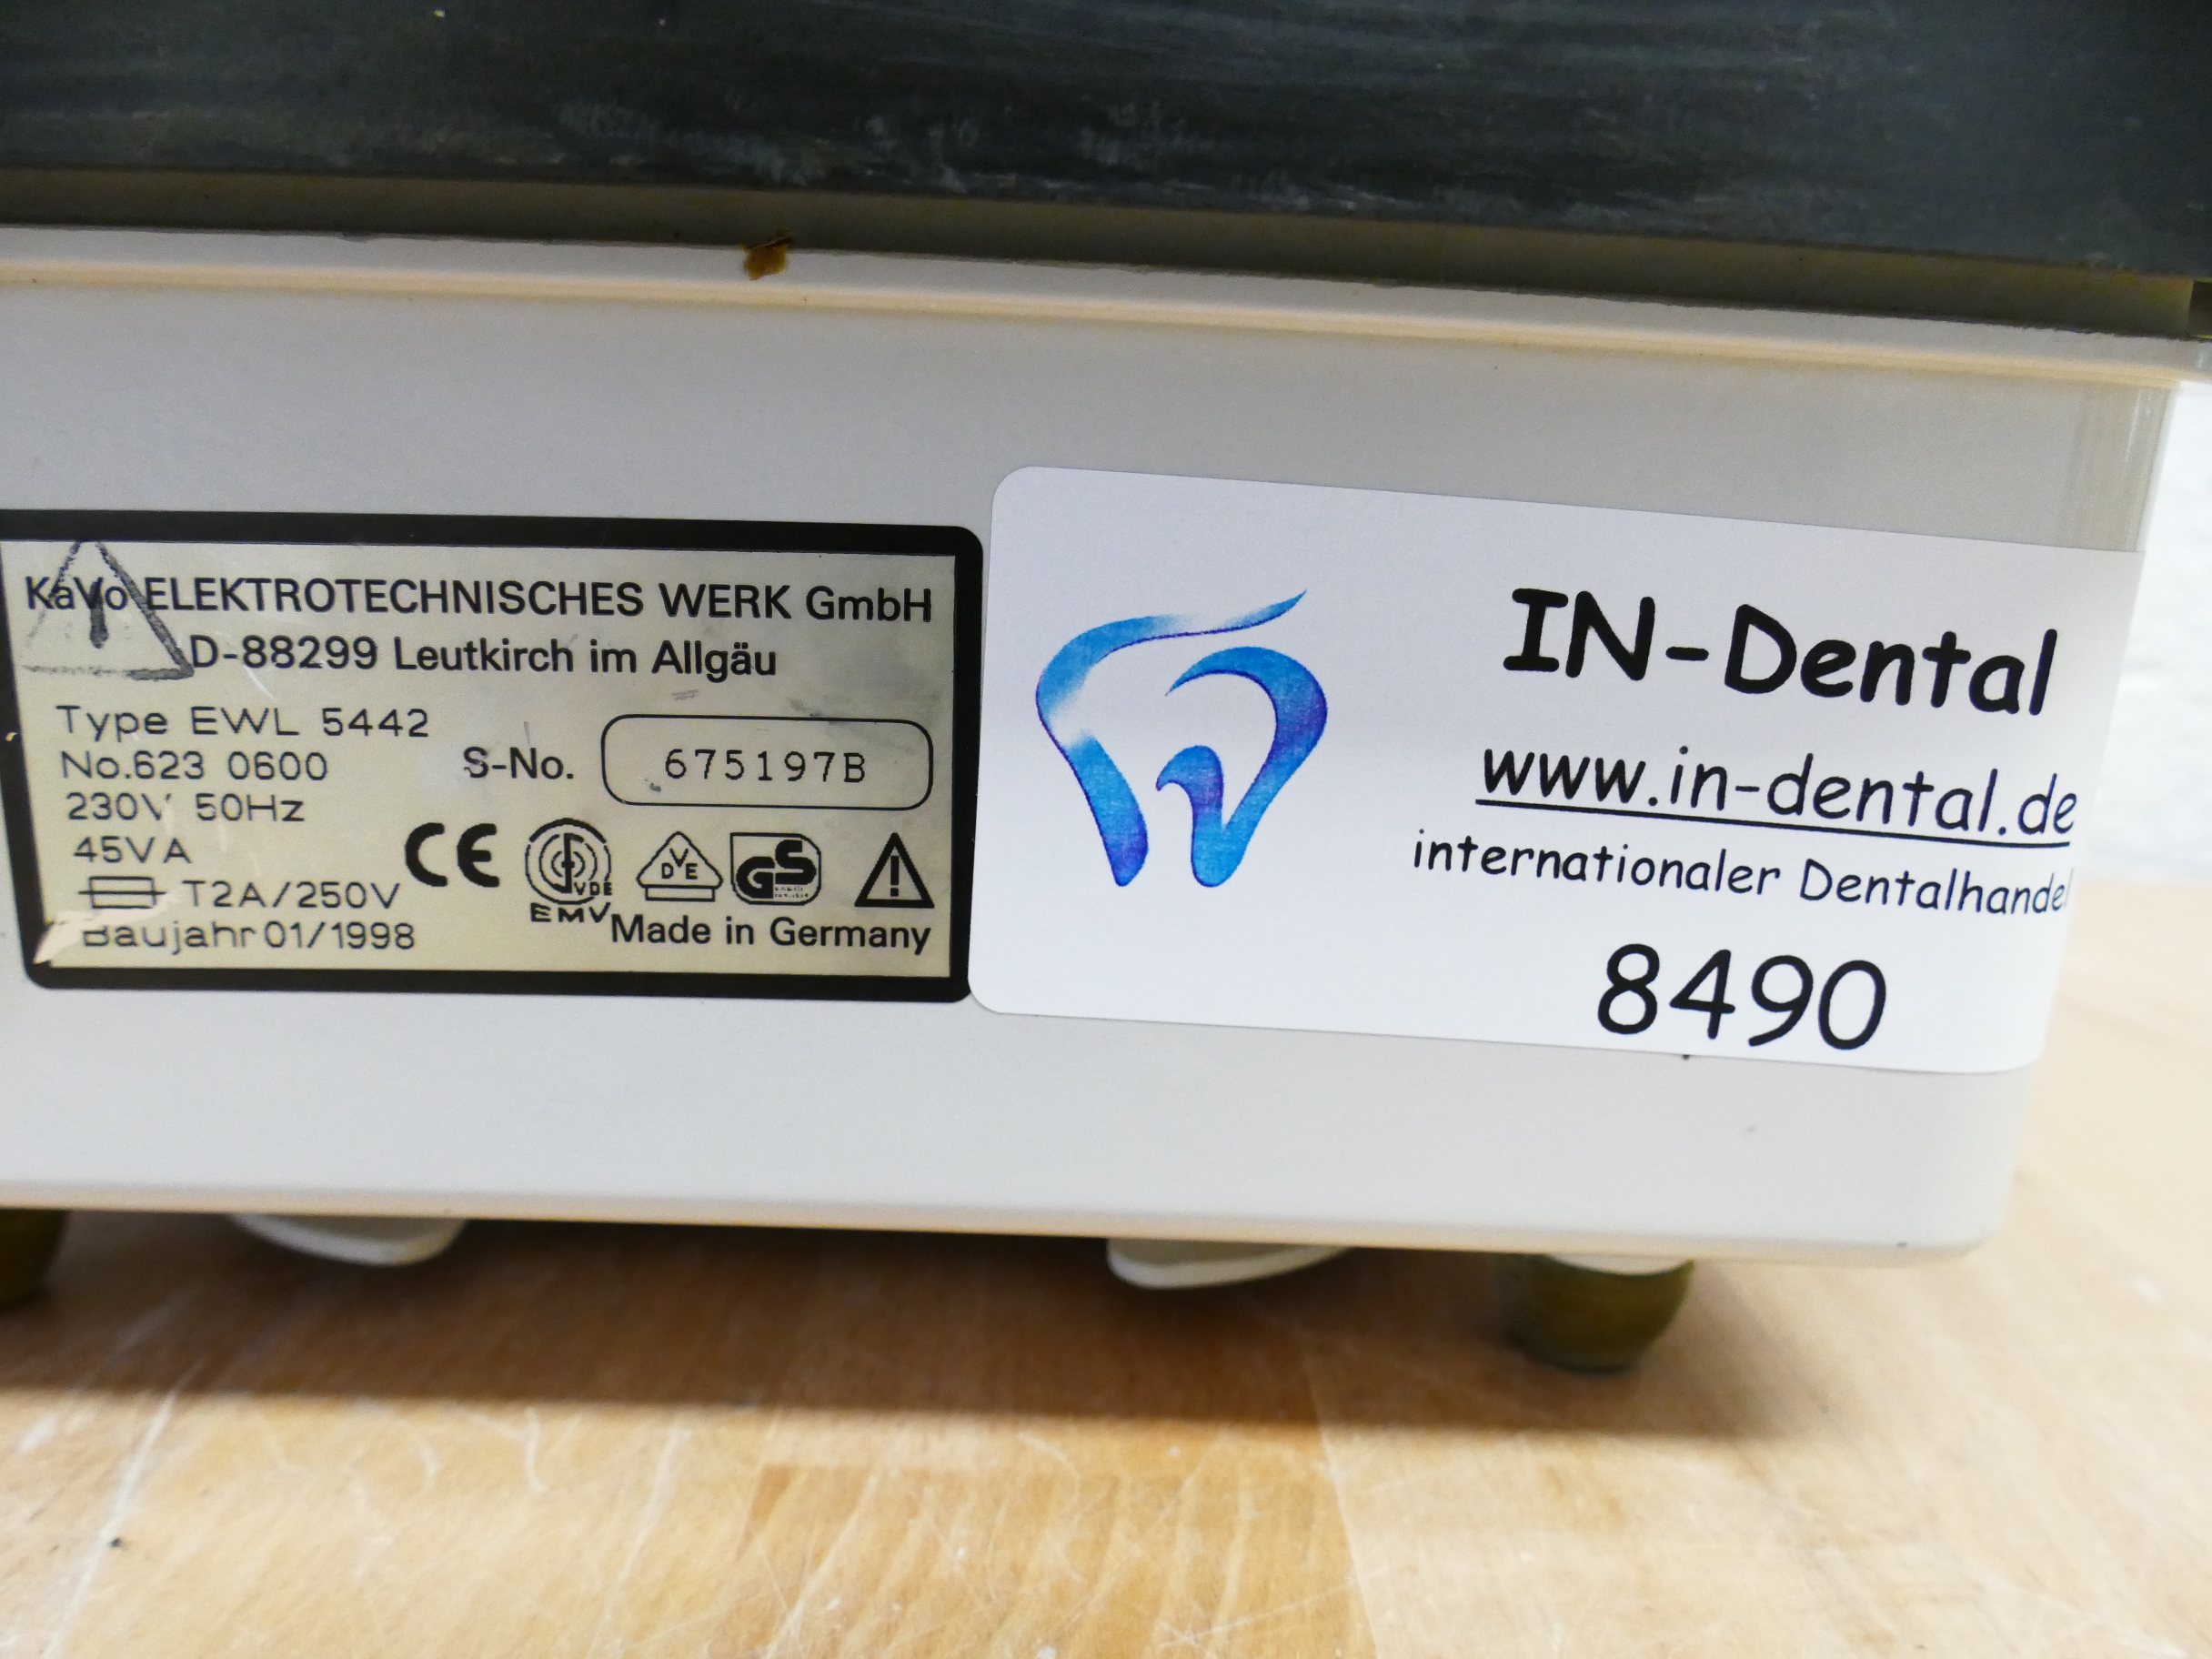 KaVo ELEKTROTECHNISCHES WERK GmbH
D-88299 Leutkirch im Allgäu
Type EWL 5442
No.623 0600
S-No. 675197B
230V 50Hz
45VA
T2A/250V
Baujahr 01/1998
CE
VDE
EMV
VDE
GS
Made in Germany
IN-Dental
www.in-dental.de
internationaler Dentalhandel
8490